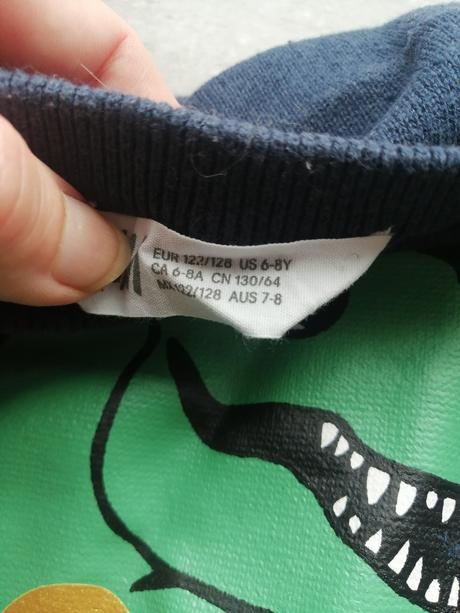 EUR 122/128 US 6-8Y
CA 6-8A CN 130/64
MX 122/128 AUS 7-8